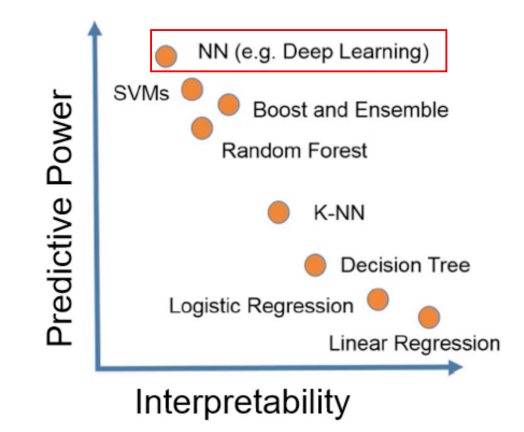 NN (e.g. Deep Learning)
SVMs
Boost and Ensemble
Random Forest
K-NN
Decision Tree
Logistic Regression
Linear Regression
Predictive Power
Interpretability